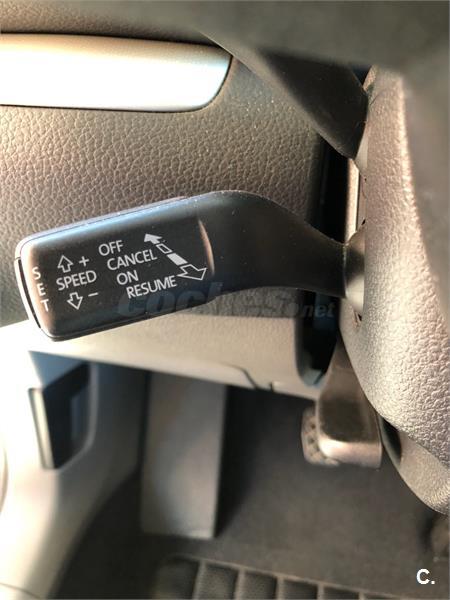 SET
+
SPEED
−
OFF
CANCEL
ON
RESUME
coches.net
C.